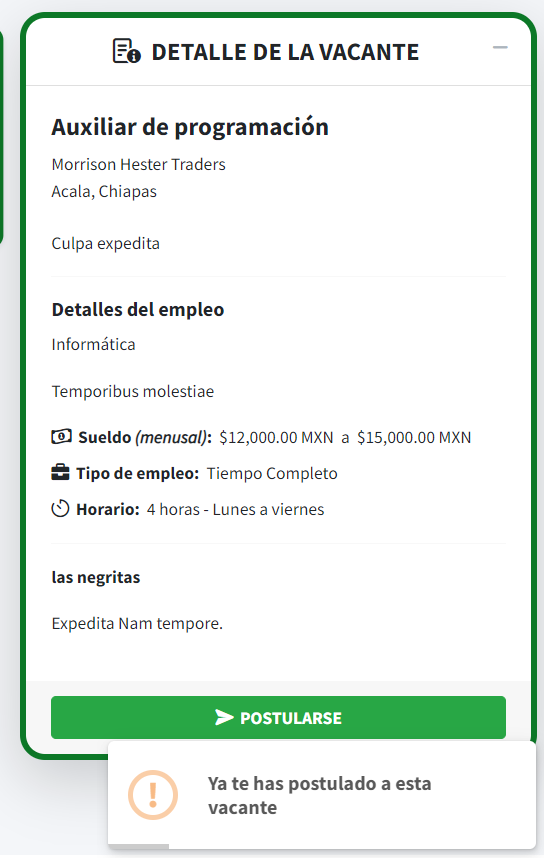 DETALLE DE LA VACANTE
Auxiliar de programación
Morrison Hester Traders
Acala, Chiapas
Culpa expedita
Detalles del empleo
Informática
Temporibus molestiae
Sueldo (menusal): $12,000.00 MXN a $15,000.00 MXN
Tipo de empleo: Tiempo Completo
Horario: 4 horas - Lunes a viernes
las negritas
Expedita Nam tempore.
POSTULARSE
Ya te has postulado a esta
vacante